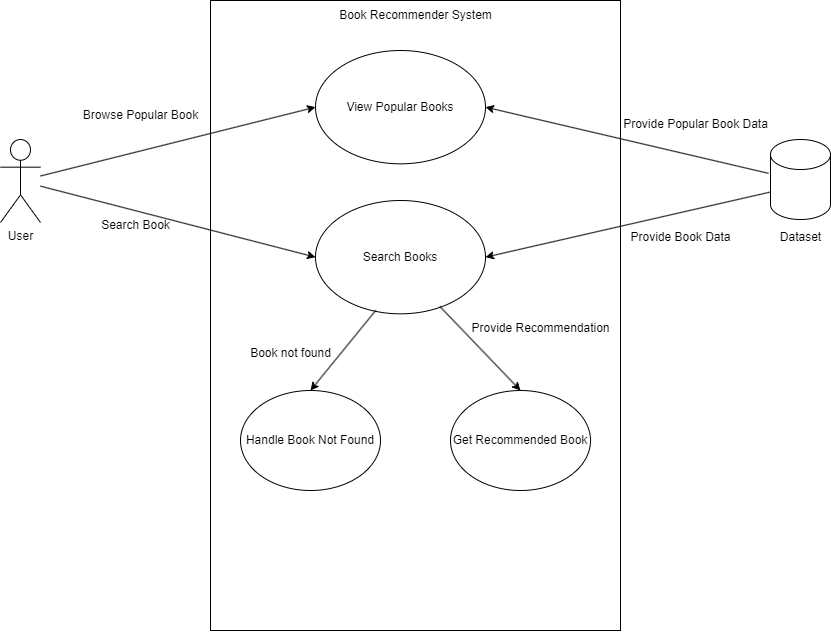 Book Recommender System
View Popular Books
Browse Popular Book
Provide Popular Book Data
Search Book
User
Provide Book Data
Dataset
Search Books
Provide Recommendation
Book not found
Handle Book Not Found
Get Recommended Book